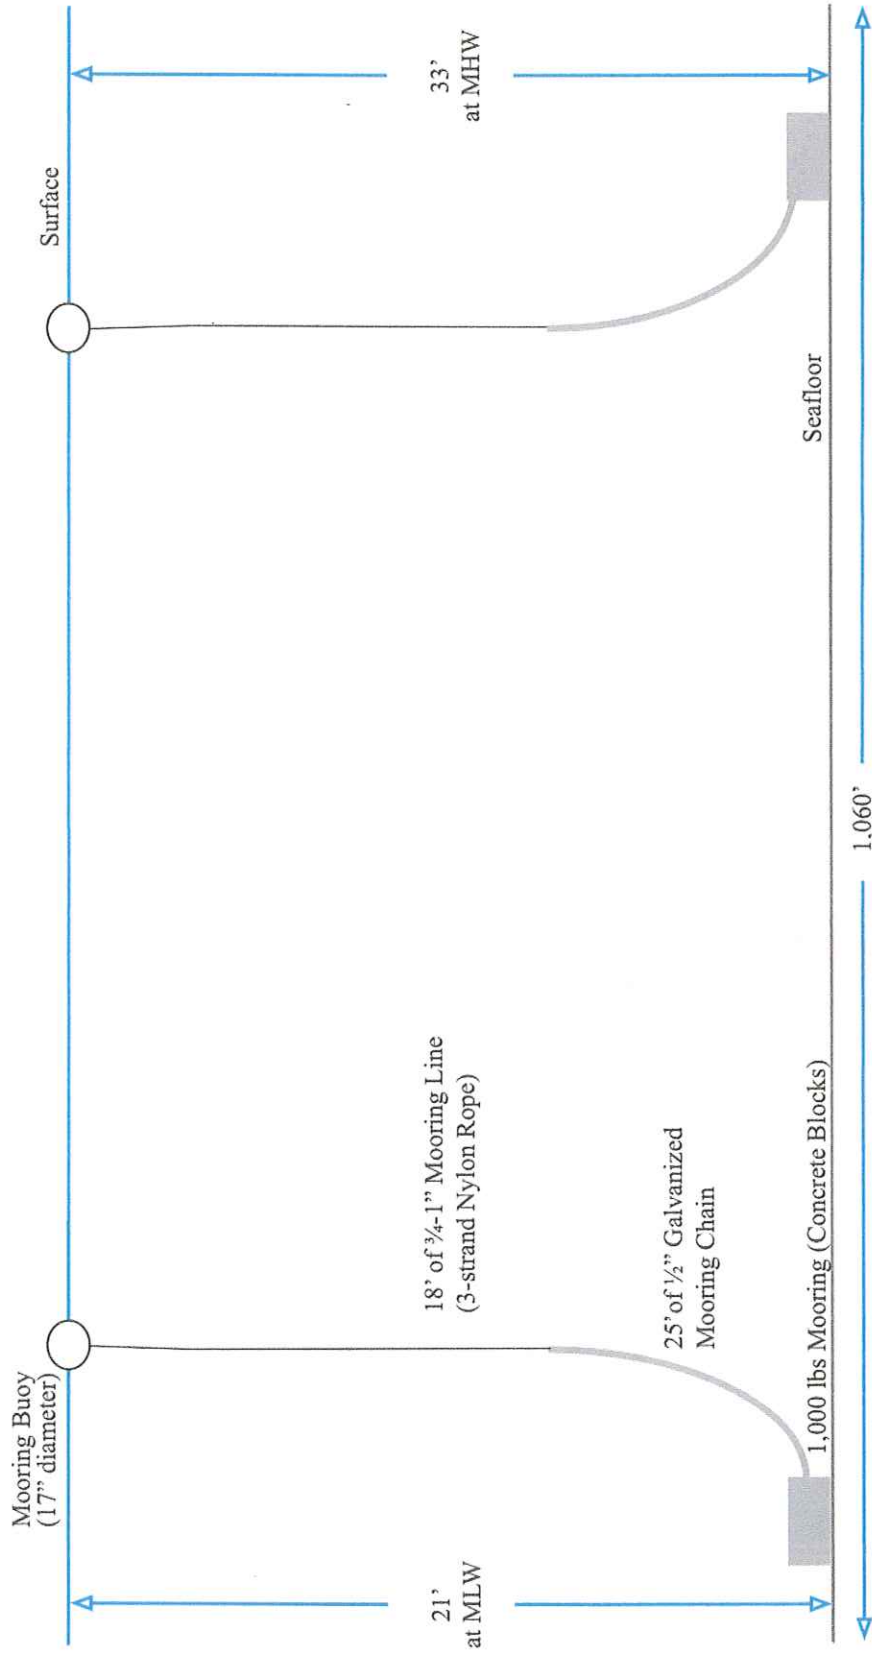 Mooring Buoy
(17” diameter)
Surface
21’
at MLW
18’ of ¾-1” Mooring Line
(3-strand Nylon Rope)
33’
at MHW
25’ of ½” Galvanized
Mooring Chain
1,000 lbs Mooring (Concrete Blocks)
Seafloor
1,060’